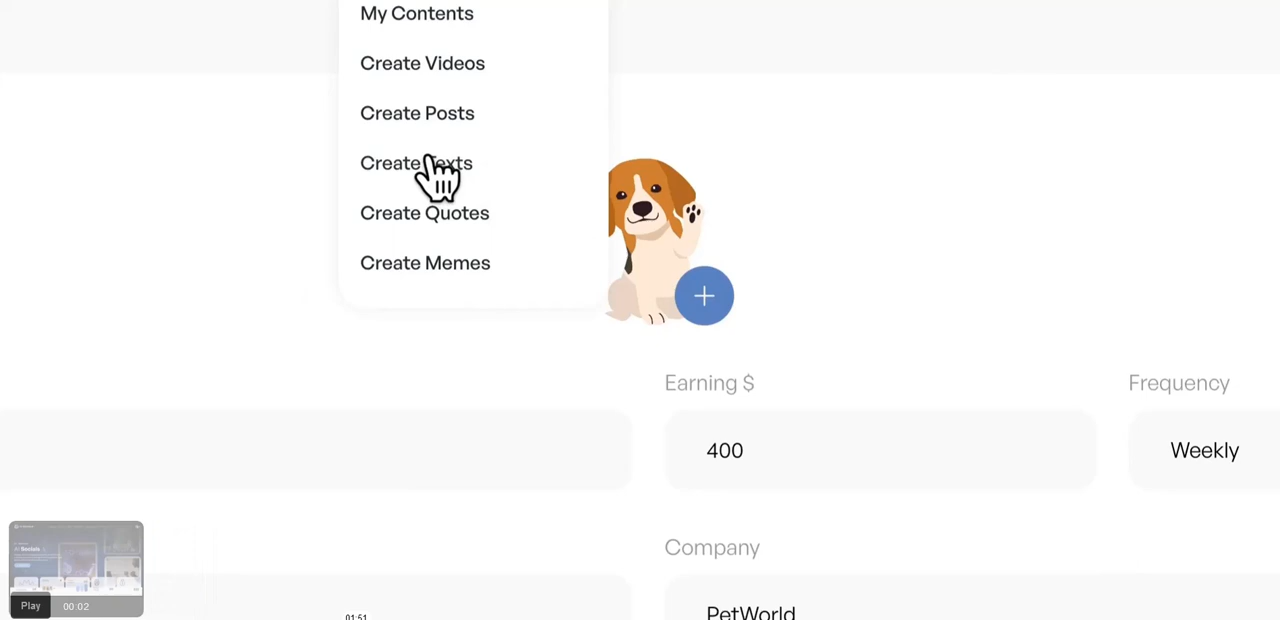 My Contents
Create Videos
Create Posts
Create Texts
Create Quotes
Create Memes
Earning $
Frequency
400
Weekly
Company
PetWorld
Play
00:02
01:51